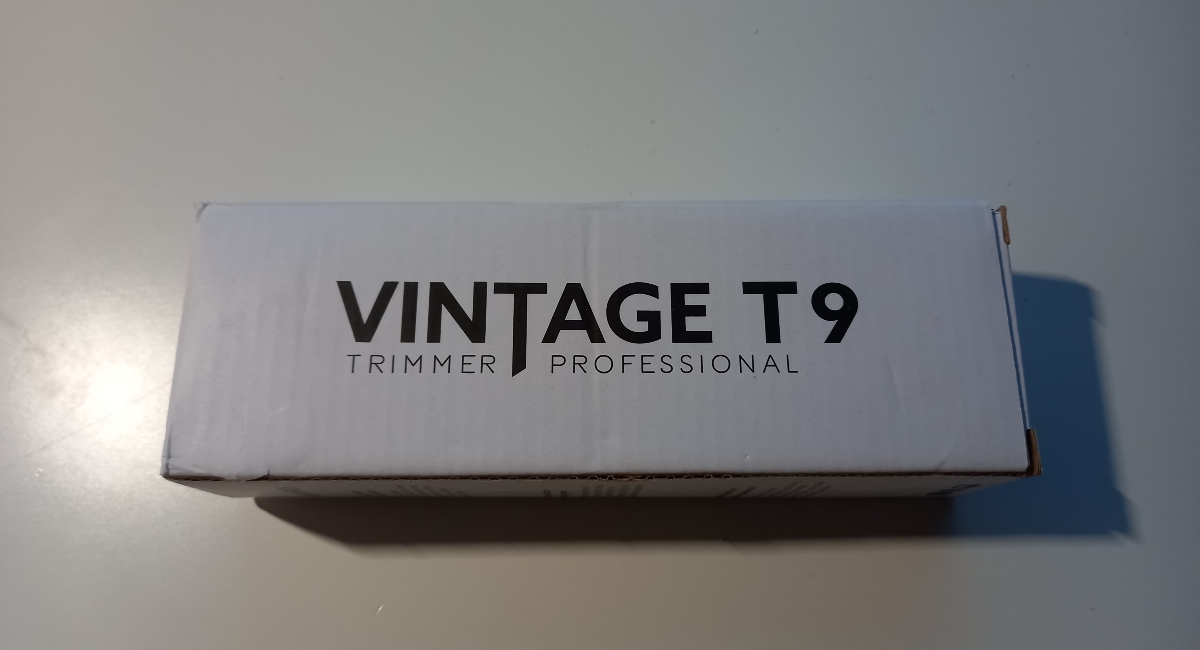 VINTAGE T9
TRIMMER PROFESSIONAL